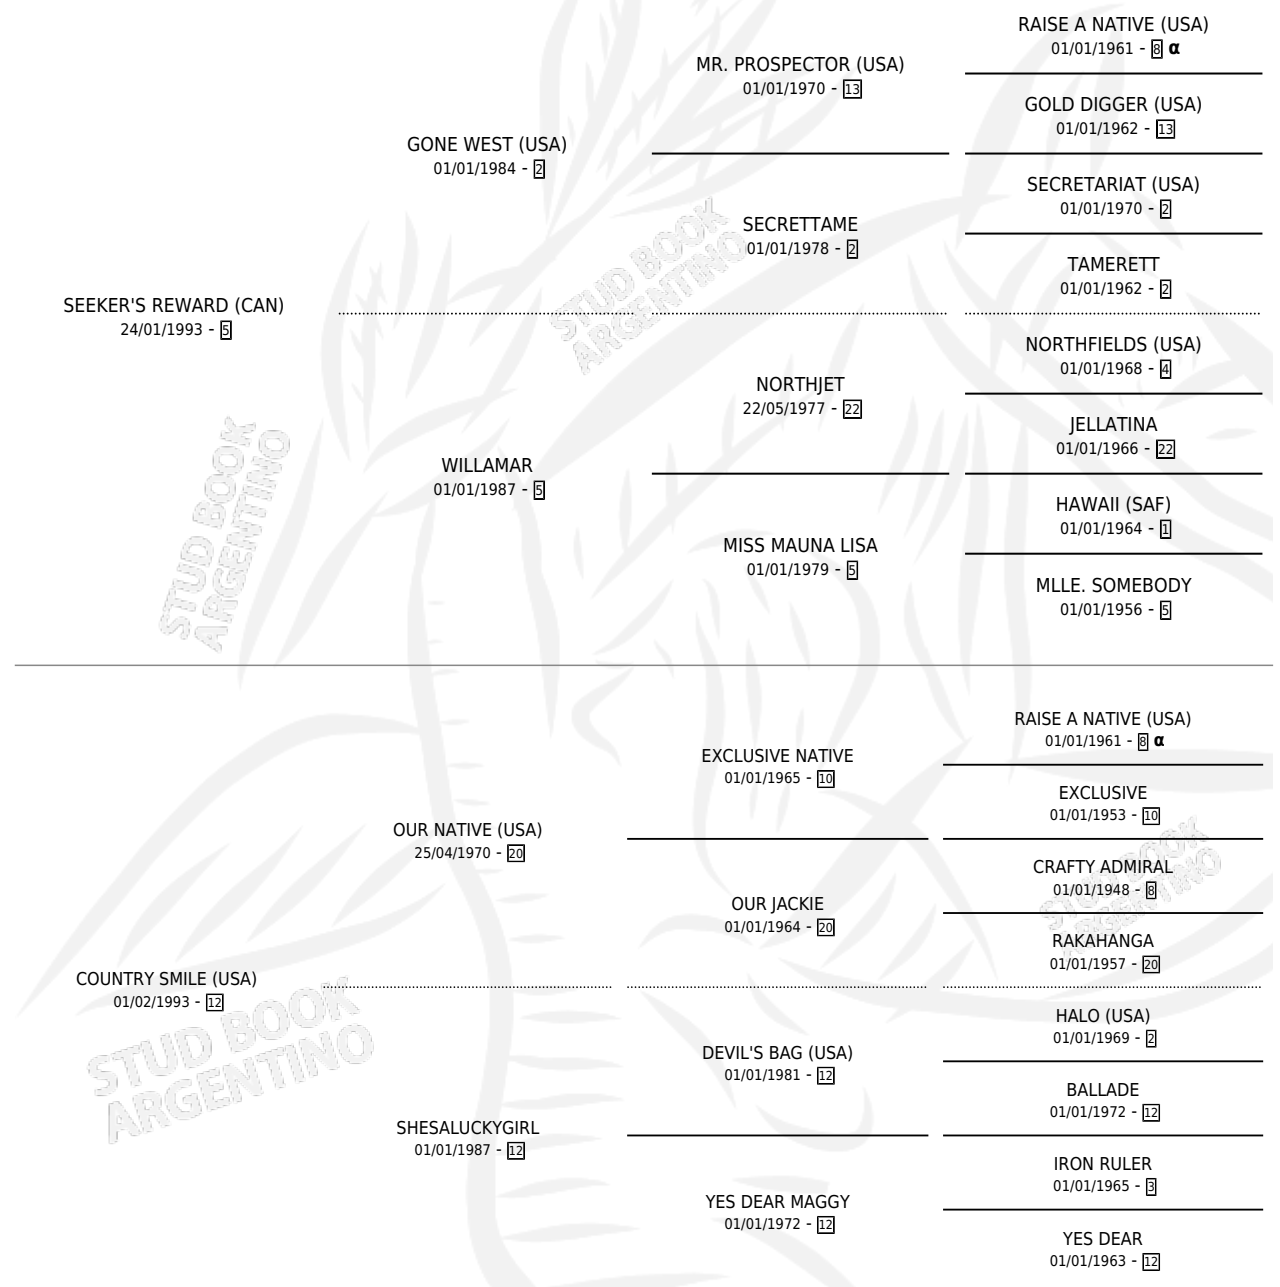 RAISE A NATIVE (USA)
01/01/1961 - 8 α
MR. PROSPECTOR (USA)
01/01/1970 - 13
GOLD DIGGER (USA)
01/01/1962 - 13
GONE WEST (USA)
01/01/1984 - 2
SECRETARIAT (USA)
01/01/1970 - 2
SECRETTAME
01/01/1978 - 2
TAMERETT
01/01/1962 - 2
SEEKER'S REWARD (CAN)
24/01/1993 - 5
NORTHFIELDS (USA)
01/01/1968 - 4
NORTHJET
22/05/1977 - 22
JELLATINA
01/01/1966 - 22
WILLAMAR
01/01/1987 - 5
HAWAII (SAF)
01/01/1964 - 1
MISS MAUNA LISA
01/01/1979 - 5
MLLE. SOMEBODY
01/01/1956 - 5
STUD BOOK
ARGENTINO
STUD BOOK
ARGENTINO
RAISE A NATIVE (USA)
01/01/1961 - 8 α
EXCLUSIVE NATIVE
01/01/1965 - 10
EXCLUSIVE
01/01/1953 - 10
OUR NATIVE (USA)
25/04/1970 - 20
CRAFTY ADMIRAL
01/01/1948 - 8
OUR JACKIE
01/01/1964 - 20
RAKAHANGA
01/01/1957 - 20
COUNTRY SMILE (USA)
01/02/1993 - 12
HALO (USA)
01/01/1969 - 2
DEVIL'S BAG (USA)
01/01/1981 - 12
BALLADE
01/01/1972 - 12
SHESALUCKYGIRL
01/01/1987 - 12
IRON RULER
01/01/1965 - 3
YES DEAR MAGGY
01/01/1972 - 12
YES DEAR
01/01/1963 - 12
STUD BOOK
ARGENTINO
STUD BOOK
ARGENTINO